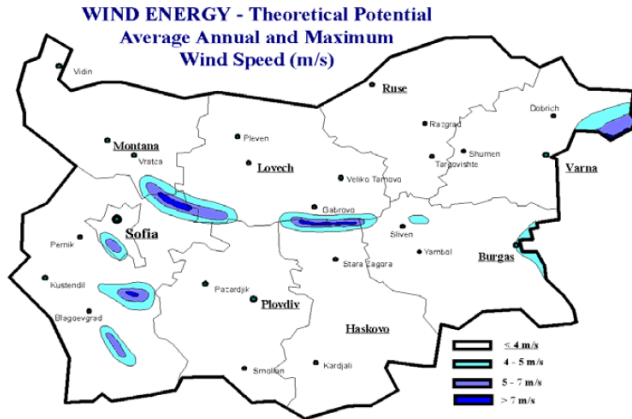 WIND ENERGY - Theoretical Potential
Average Annual and Maximum
Wind Speed (m/s)
Vidin
Ruse
Dobrich
Razgrad
Montana
Pleven
Vratca
Lovech
Shumen
Targovishte
Varna
Veliko Tarnovo
Gabrovo
Sofia
Sliven
Pernik
Yambol
Burgas
Stara Zagora
Kustendil
Pazardjik
Plovdiv
Blagoevgrad
Haskovo
Smollan
Kardjali
≤ 4 m/s
4 - 5 m/s
5 - 7 m/s
> 7 m/s